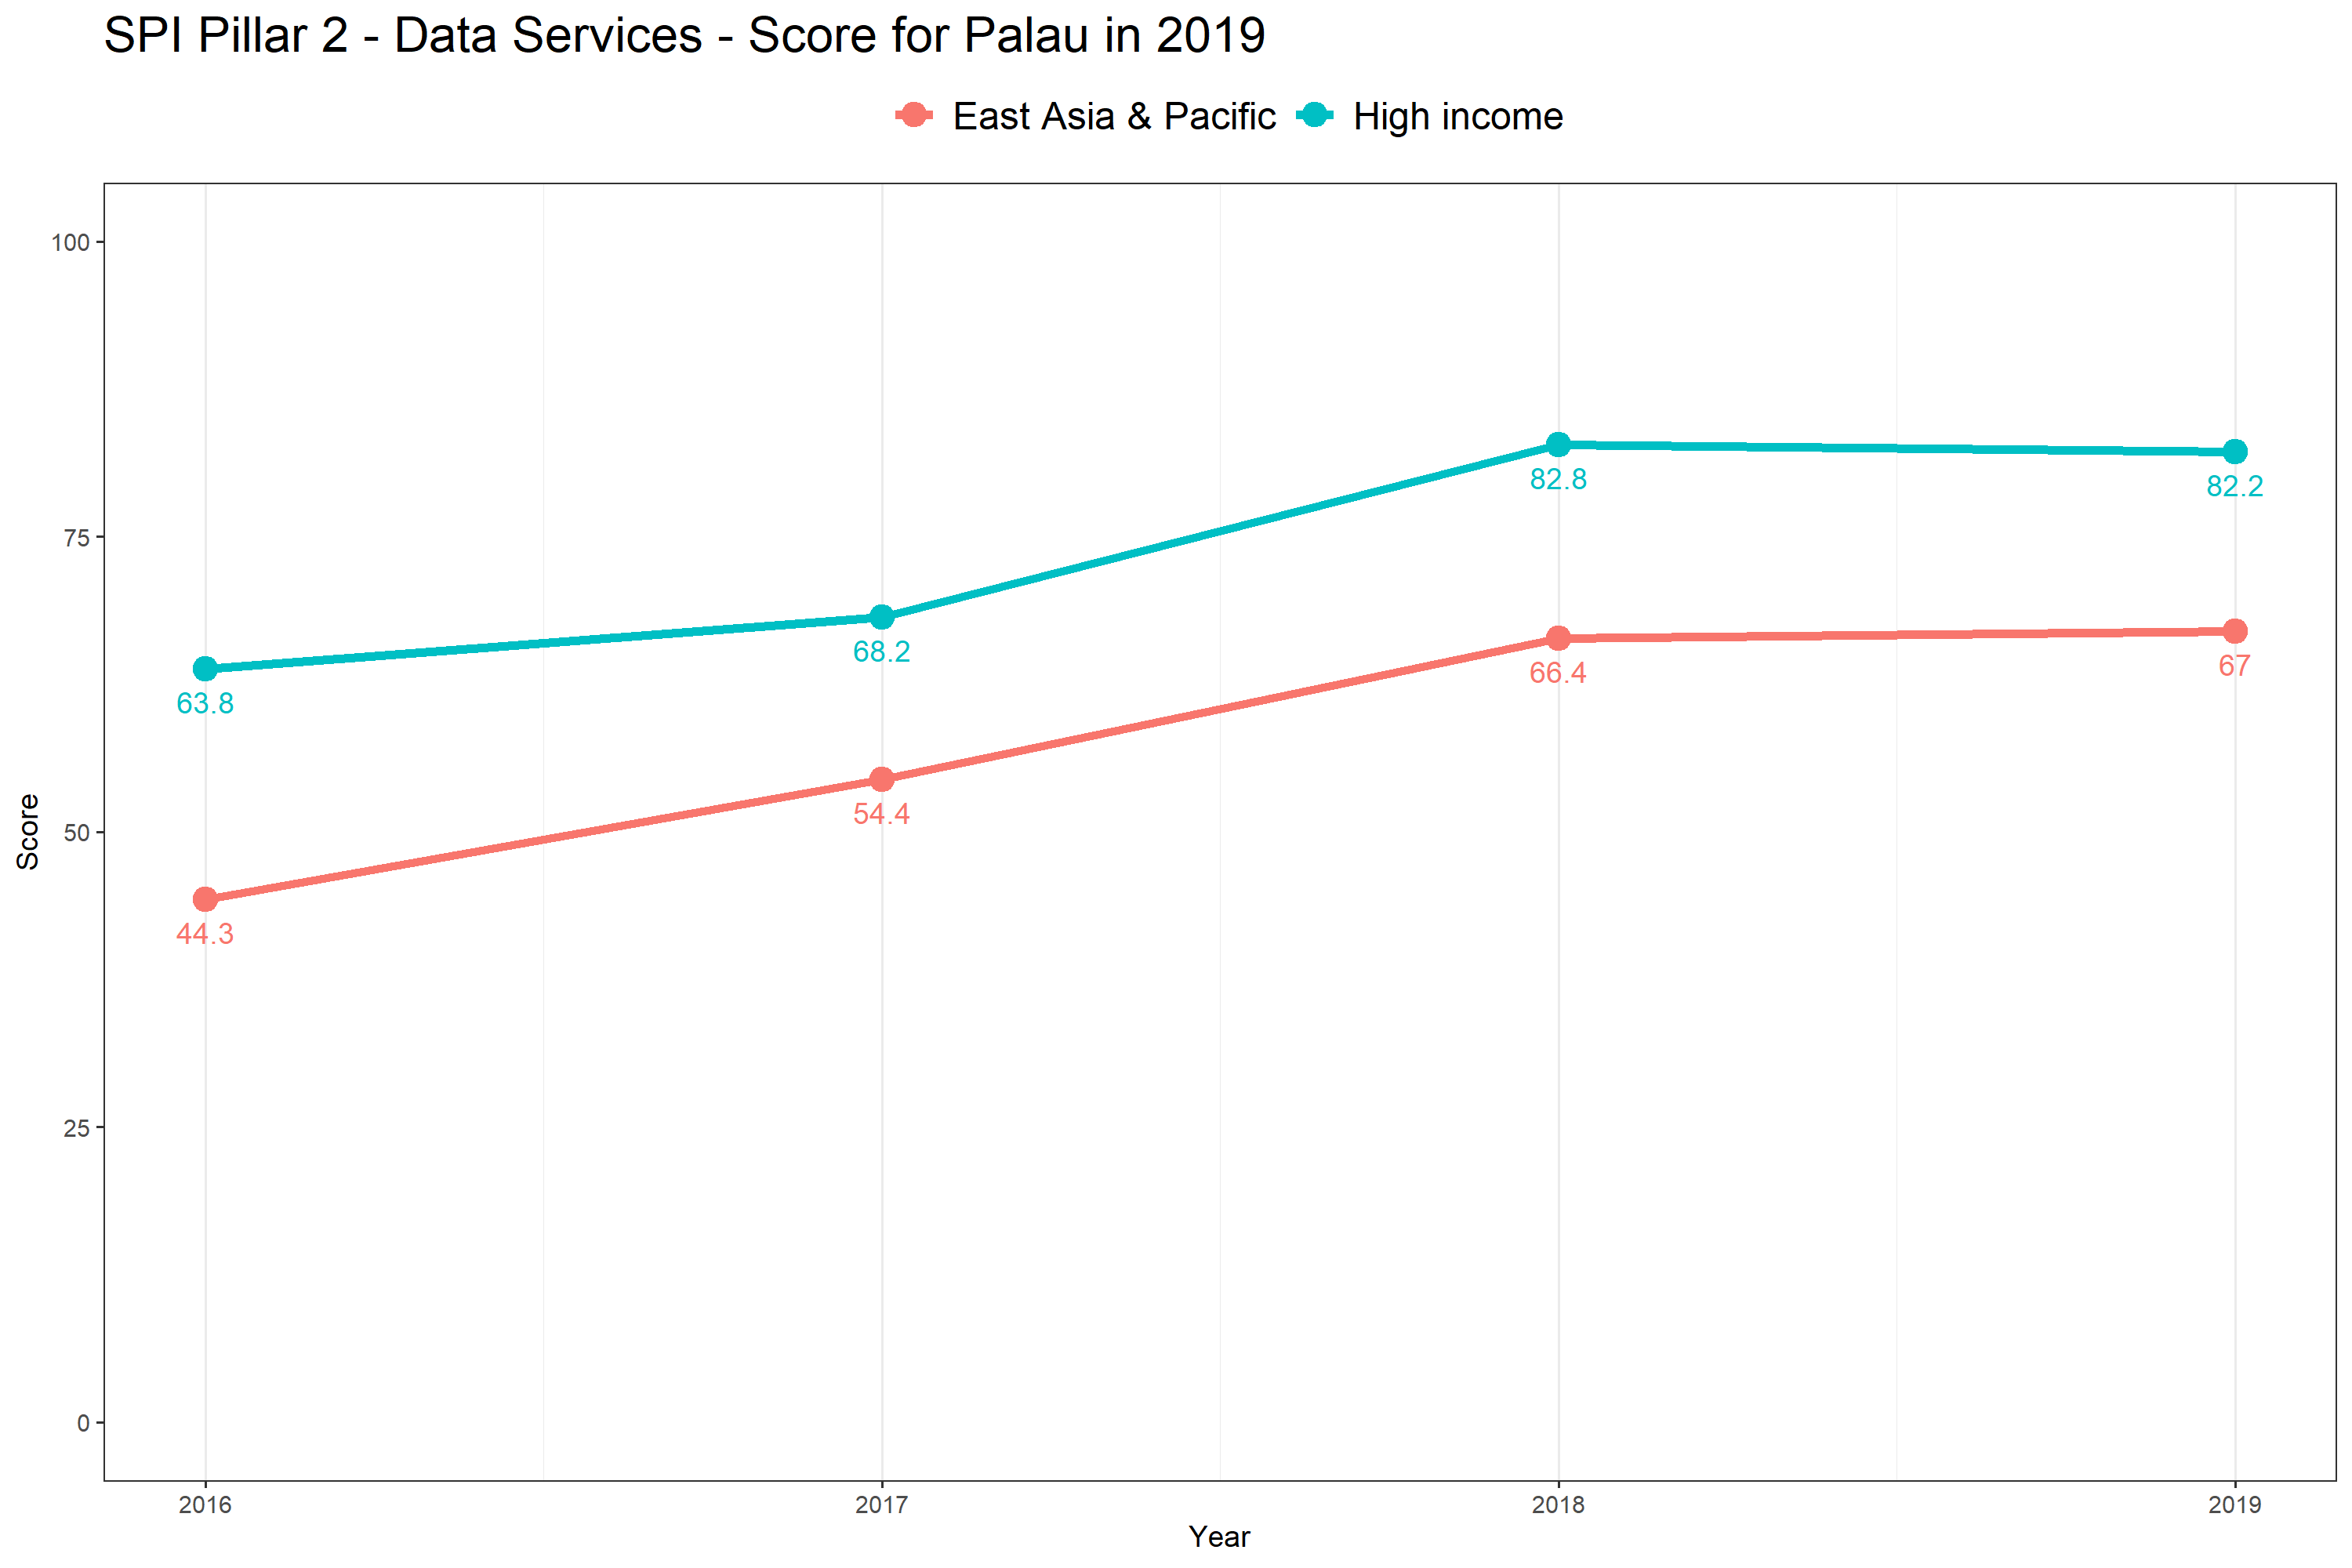 SPI Pillar 2 - Data Services - Score for Palau in 2019
East Asia & Pacific High income
100
75
50
25
0
Score
63.8
68.2
82.8
82.2
44.3
54.4
66.4
67
2016 2017 2018 2019
Year